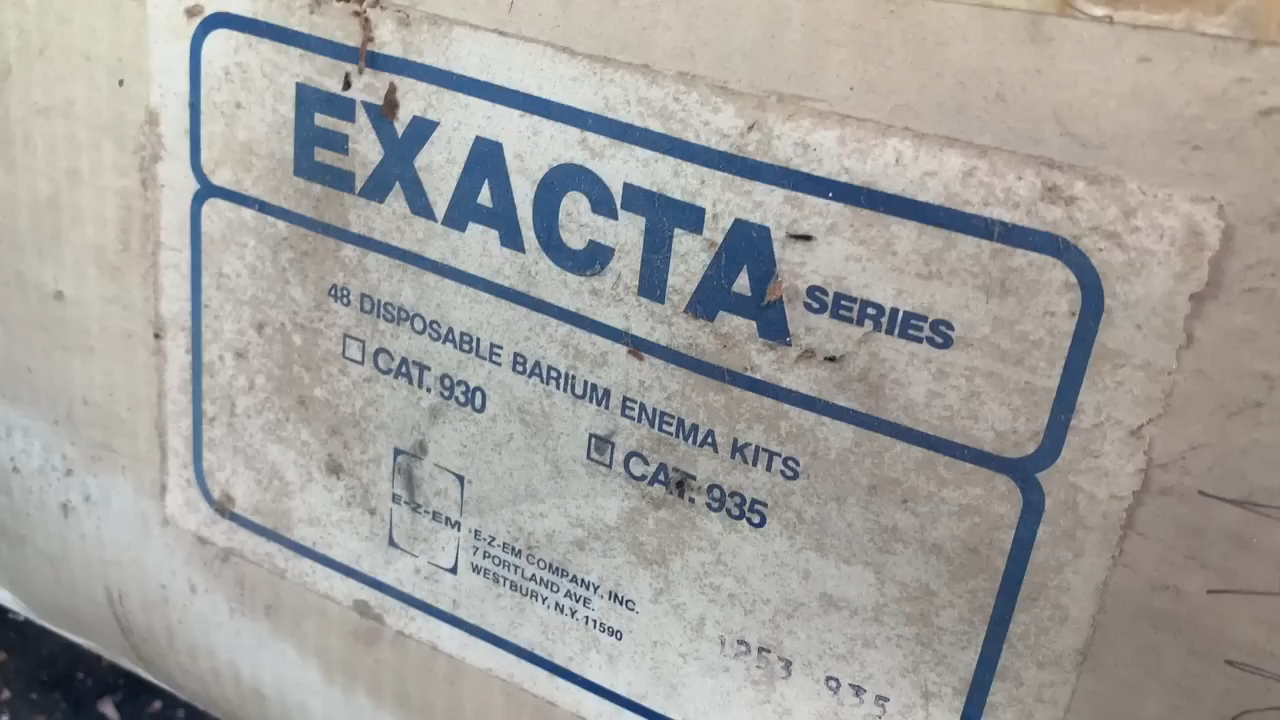 EXACTA SERIES
48 DISPOSABLE BARIUM ENEMA KITS
CAT. 930
CAT. 935
E-Z-EM
E-Z-EM COMPANY, INC.
7 PORTLAND AVE.
WESTBURY, N.Y. 11590
1253 935